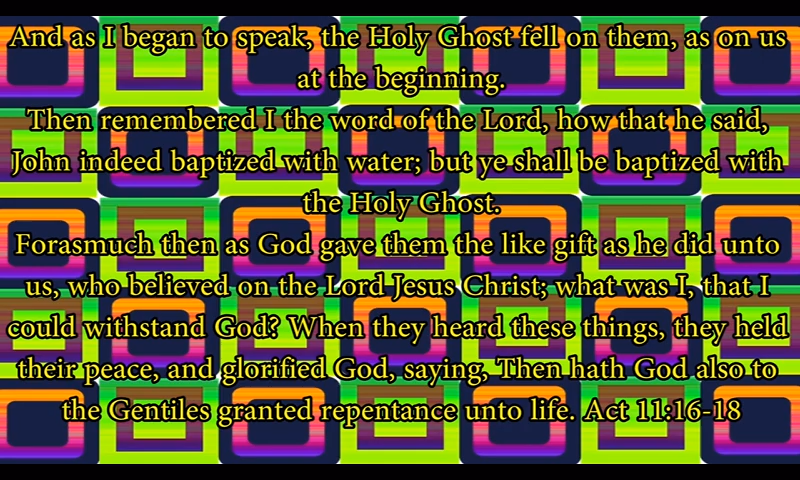 And as I began to speak, the Holy Ghost fell on them, as on us
at the beginning.
Then remembered I the word of the Lord, how that he said,
John indeed baptized with water; but ye shall be baptized with
the Holy Ghost.
Forasmuch then as God gave them the like gift as he did unto
us, who believed on the Lord Jesus Christ; what was I, that I
could withstand God? When they heard these things, they held
their peace, and glorified God, saying, Then hath God also to
the Gentiles granted repentance unto life. Act 11:16-18